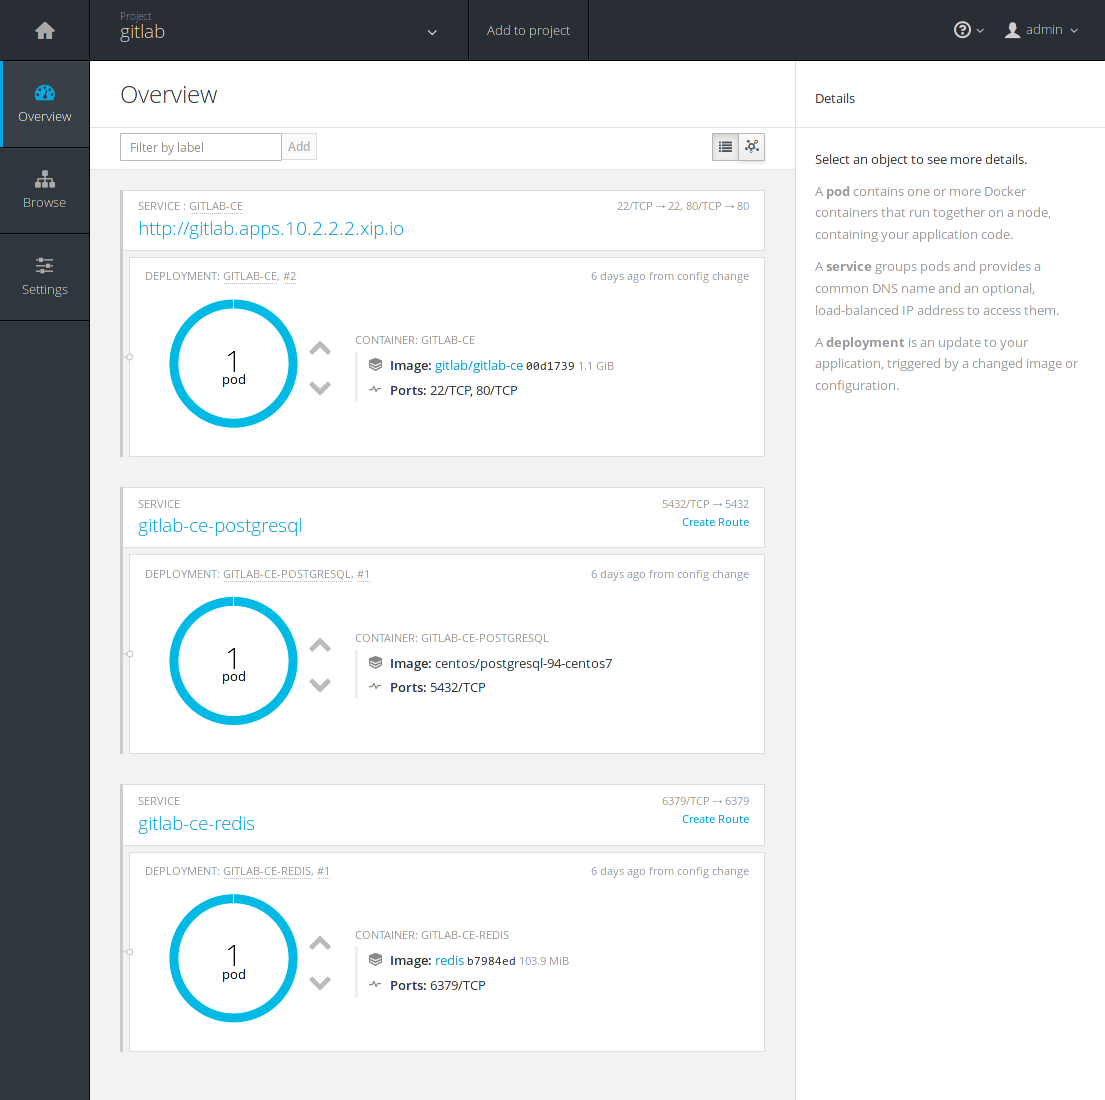 Project
gitlab
Add to project
admin
Overview
Browse
Settings
Overview
Filter by label
Add
SERVICE : GITLAB-CE
22/TCP → 22, 80/TCP → 80
http://gitlab.apps.10.2.2.2.xip.io
DEPLOYMENT: GITLAB-CE, #2
6 days ago from config change
1
pod
CONTAINER: GITLAB-CE
Image: gitlab/gitlab-ce 00d1739 1.1 GiB
Ports: 22/TCP, 80/TCP
SERVICE
5432/TCP → 5432
gitlab-ce-postgresql
Create Route
DEPLOYMENT: GITLAB-CE-POSTGRESQL, #1
6 days ago from config change
1
pod
CONTAINER: GITLAB-CE-POSTGRESQL
Image: centos/postgresql-94-centos7
Ports: 5432/TCP
SERVICE
6379/TCP → 6379
gitlab-ce-redis
Create Route
DEPLOYMENT: GITLAB-CE-REDIS, #1
6 days ago from config change
1
pod
CONTAINER: GITLAB-CE-REDIS
Image: redis b7984ed 103.9 MiB
Ports: 6379/TCP
Details
Select an object to see more details.
A pod contains one or more Docker
containers that run together on a node,
containing your application code.
A service groups pods and provides a
common DNS name and an optional,
load-balanced IP address to access them.
A deployment is an update to your
application, triggered by a changed image or
configuration.